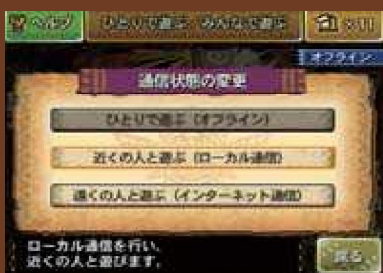 ヘルプ ひとりで遊ぶ・みんなで遊ぶ
オフライン
通信状態の変更
ひとりで遊ぶ（オフライン）
近くの人と遊ぶ（ローカル通信）
遠くの人と遊ぶ（インターネット通信）
ローカル通信を行い、
近くの人と遊びます。
戻る